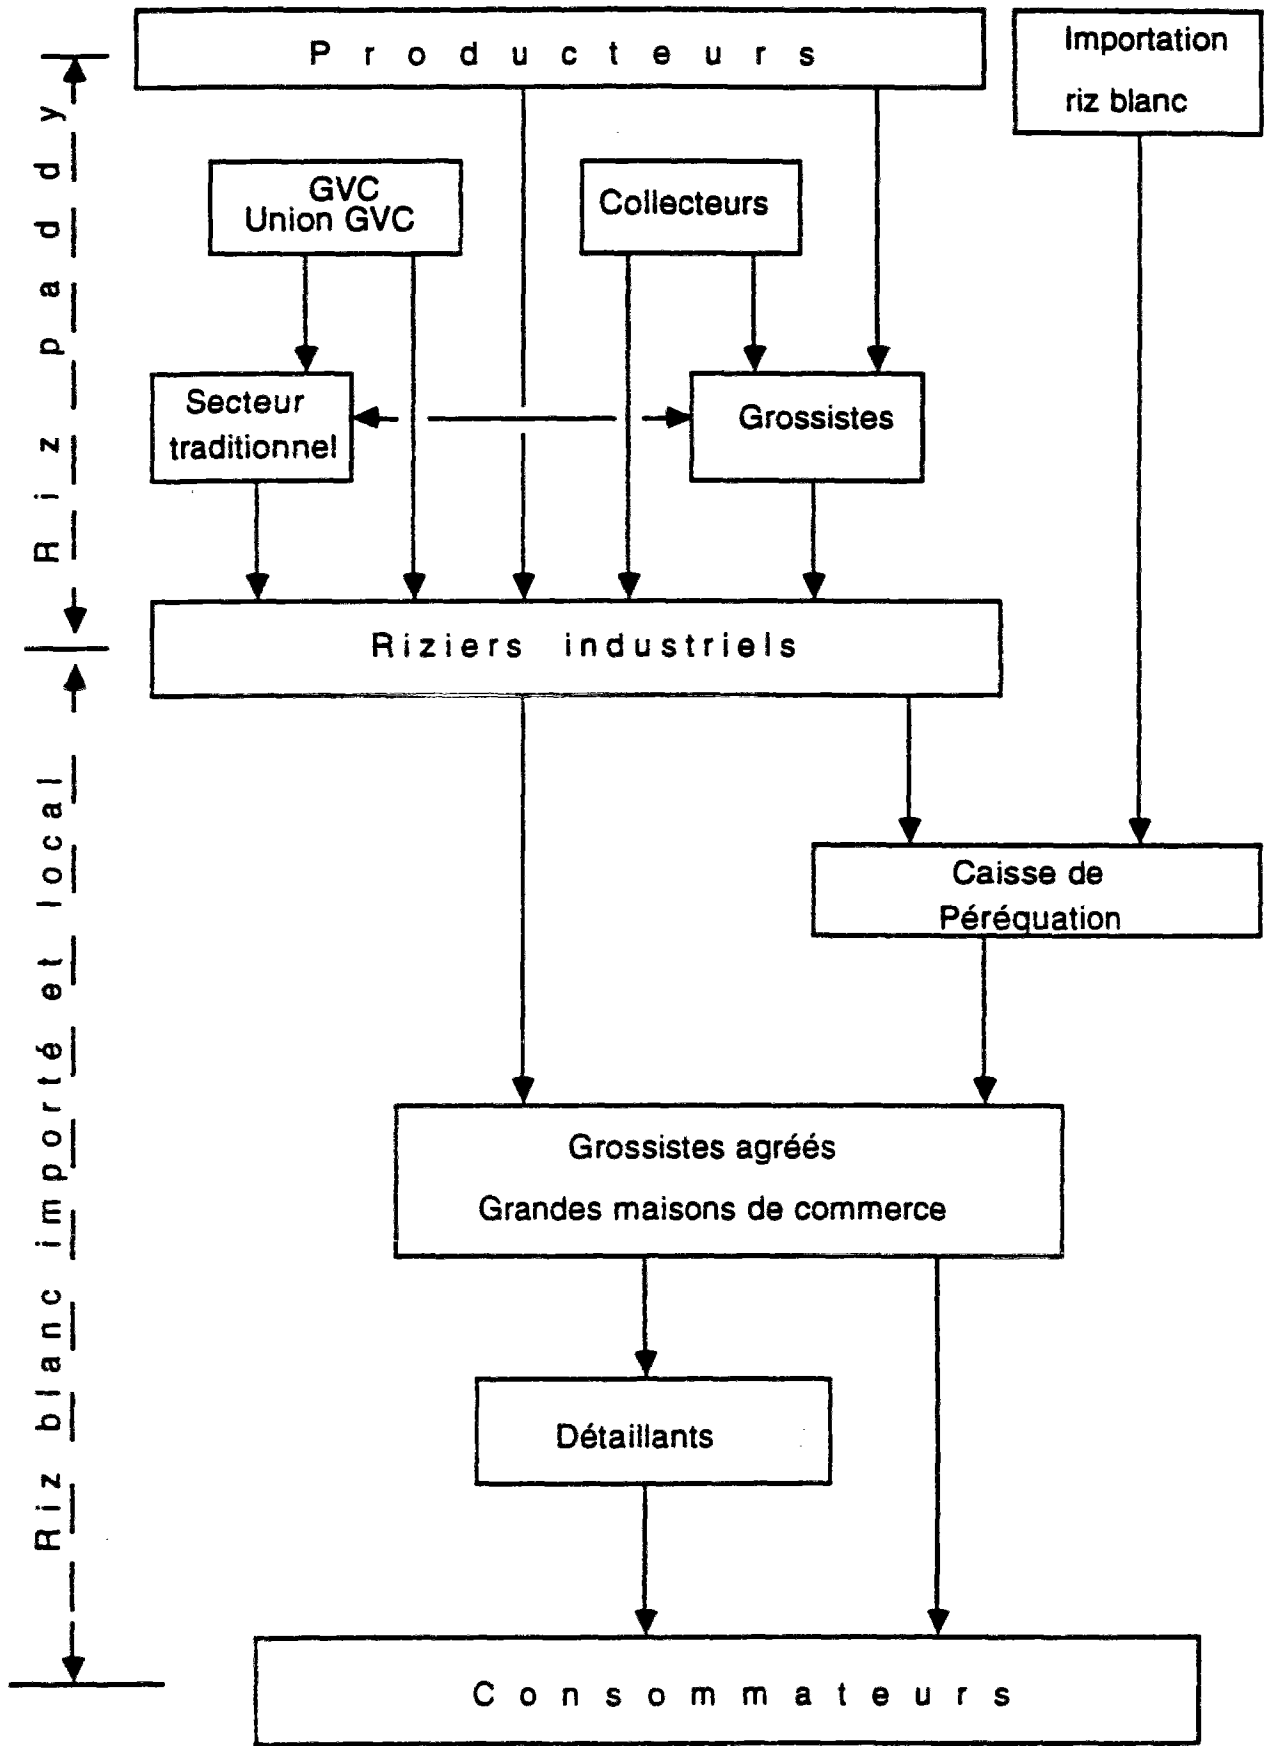 Producteurs
Importation
riz blanc
GVC
Union GVC
Collecteurs
Riz paddy
Secteur
traditionnel
Grossistes
Riziers industriels
Caisse de
Péréquation
Riz blanc importé et local
Grossistes agréés
Grandes maisons de commerce
Détaillants
Consommateurs